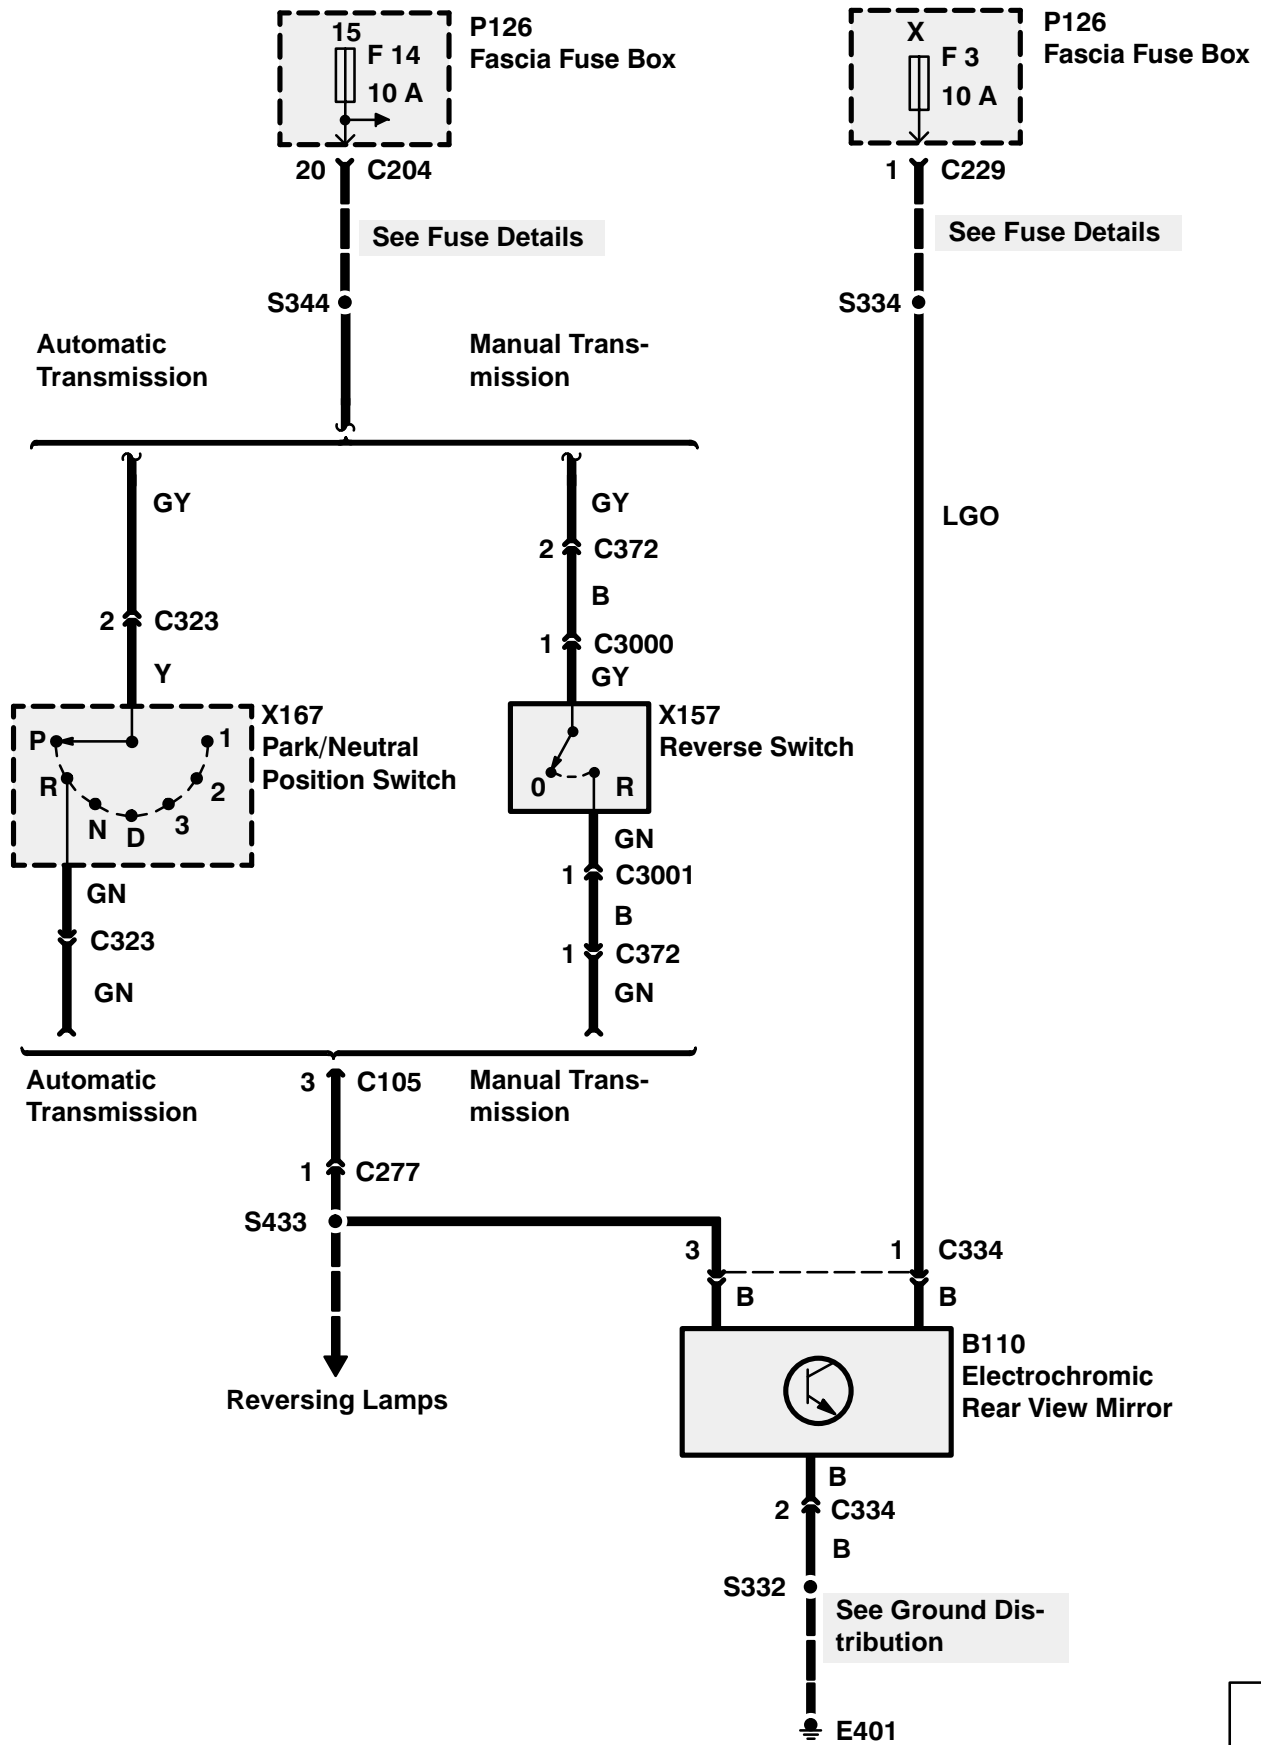 15
F 14
10 A
P126
Fascia Fuse Box
X
F 3
10 A
P126
Fascia Fuse Box
20
C204
1
C229
See Fuse Details
See Fuse Details
S344
S334
Automatic
Transmission
Manual Trans-
mission
GY
GY
LGO
2
C372
B
2
C323
1
C3000
Y
GY
X167
Park/Neutral
Position Switch
P
R
N
D
3
2
1
X157
Reverse Switch
0
R
GN
GN
1
C3001
B
C323
1
C372
GN
GN
Automatic
Transmission
3
C105
Manual Trans-
mission
1
C277
S433
3
1
C334
B
B
B110
Electrochromic
Rear View Mirror
Reversing Lamps
B
2
C334
B
S332
See Ground Dis-
tribution
E401